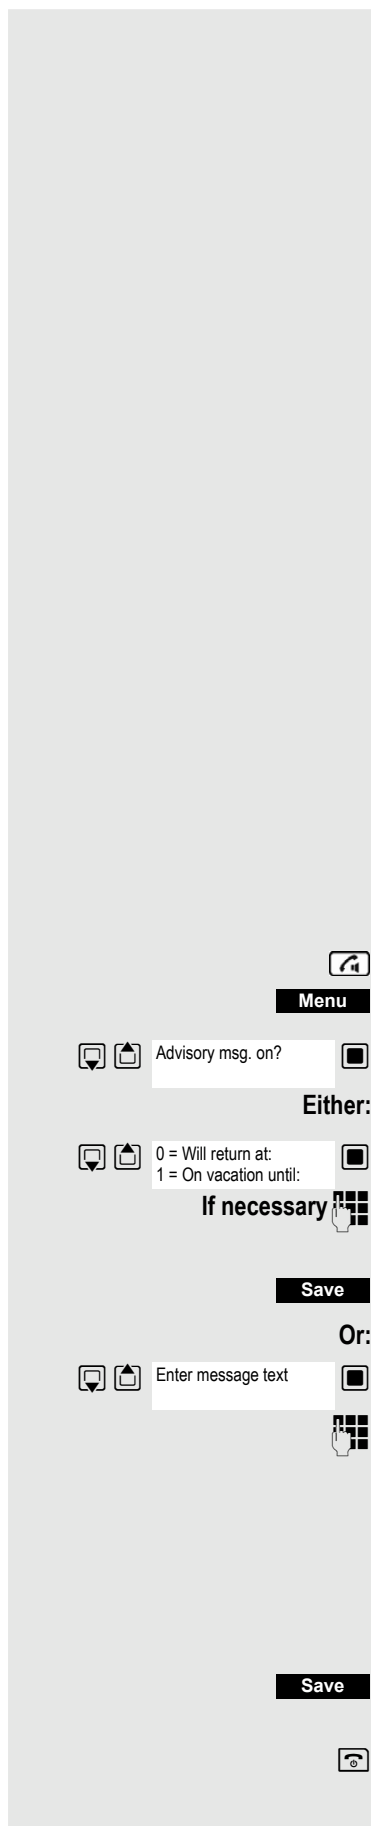 Menu
Advisory msg. on?
Either:
0 = Will return at:
1 = On vacation until:
If necessary
Save
Or:
Enter message text
Save